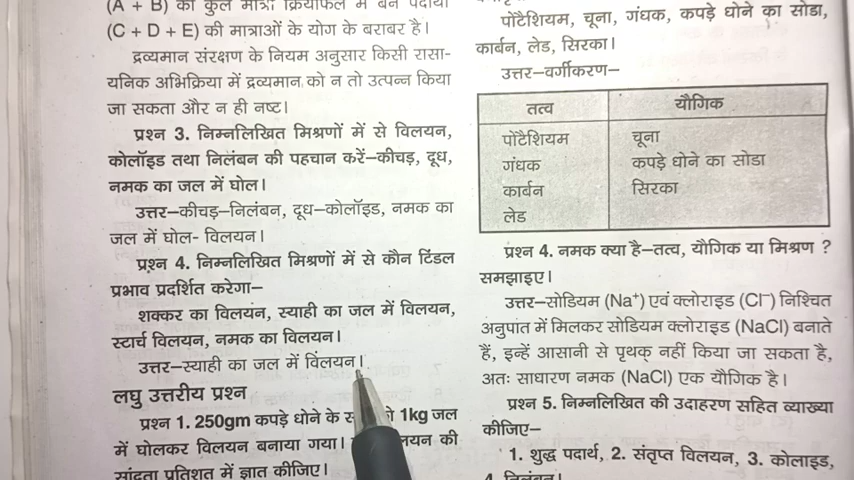 (A + B) की कुल मात्रा क्रियाफल में बने पदार्थों
(C + D + E) की मात्राओं के योग के बराबर है।
द्रव्यमान संरक्षण के नियम अनुसार किसी रासा-
यनिक अभिक्रिया में द्रव्यमान को न तो उत्पन्न किया
जा सकता और न ही नष्ट।
प्रश्न 3. निम्नलिखित मिश्रणों में से विलयन,
कोलॉइड तथा निलंबन की पहचान करें—कीचड़, दूध,
नमक का जल में घोल।
उत्तर—कीचड़—निलंबन, दूध—कोलॉइड, नमक का
जल में घोल- विलयन।
प्रश्न 4. निम्नलिखित मिश्रणों में से कौन टिंडल
प्रभाव प्रदर्शित करेगा—
शक्कर का विलयन, स्याही का जल में विलयन,
स्टार्च विलयन, नमक का विलयन।
उत्तर—स्याही का जल में विलयन।
लघु उत्तरीय प्रश्न
प्रश्न 1. 250gm कपड़े धोने के 1kg जल
में घोलकर विलयन बनाया गया। की
सांद्रता प्रतिशत में ज्ञात कीजिए।
पोटैशियम, चूना, गंधक, कपड़े धोने का सोडा,
कार्बन, लेड, सिरका।
उत्तर—वर्गीकरण—
तत्व यौगिक
पोटैशियम चूना
गंधक कपड़े धोने का सोडा
कार्बन सिरका
लेड
प्रश्न 4. नमक क्या है—तत्व, यौगिक या मिश्रण ?
समझाइए।
उत्तर—सोडियम (Na⁺) एवं क्लोराइड (Cl⁻) निश्चित
अनुपात में मिलकर सोडियम क्लोराइड (NaCl) बनाते
हैं, इन्हें आसानी से पृथक् नहीं किया जा सकता है,
अतः साधारण नमक (NaCl) एक यौगिक है।
प्रश्न 5. निम्नलिखित की उदाहरण सहित व्याख्या
कीजिए—
1. शुद्ध पदार्थ, 2. संतृप्त विलयन, 3. कोलाइड,
4. निलंबन।